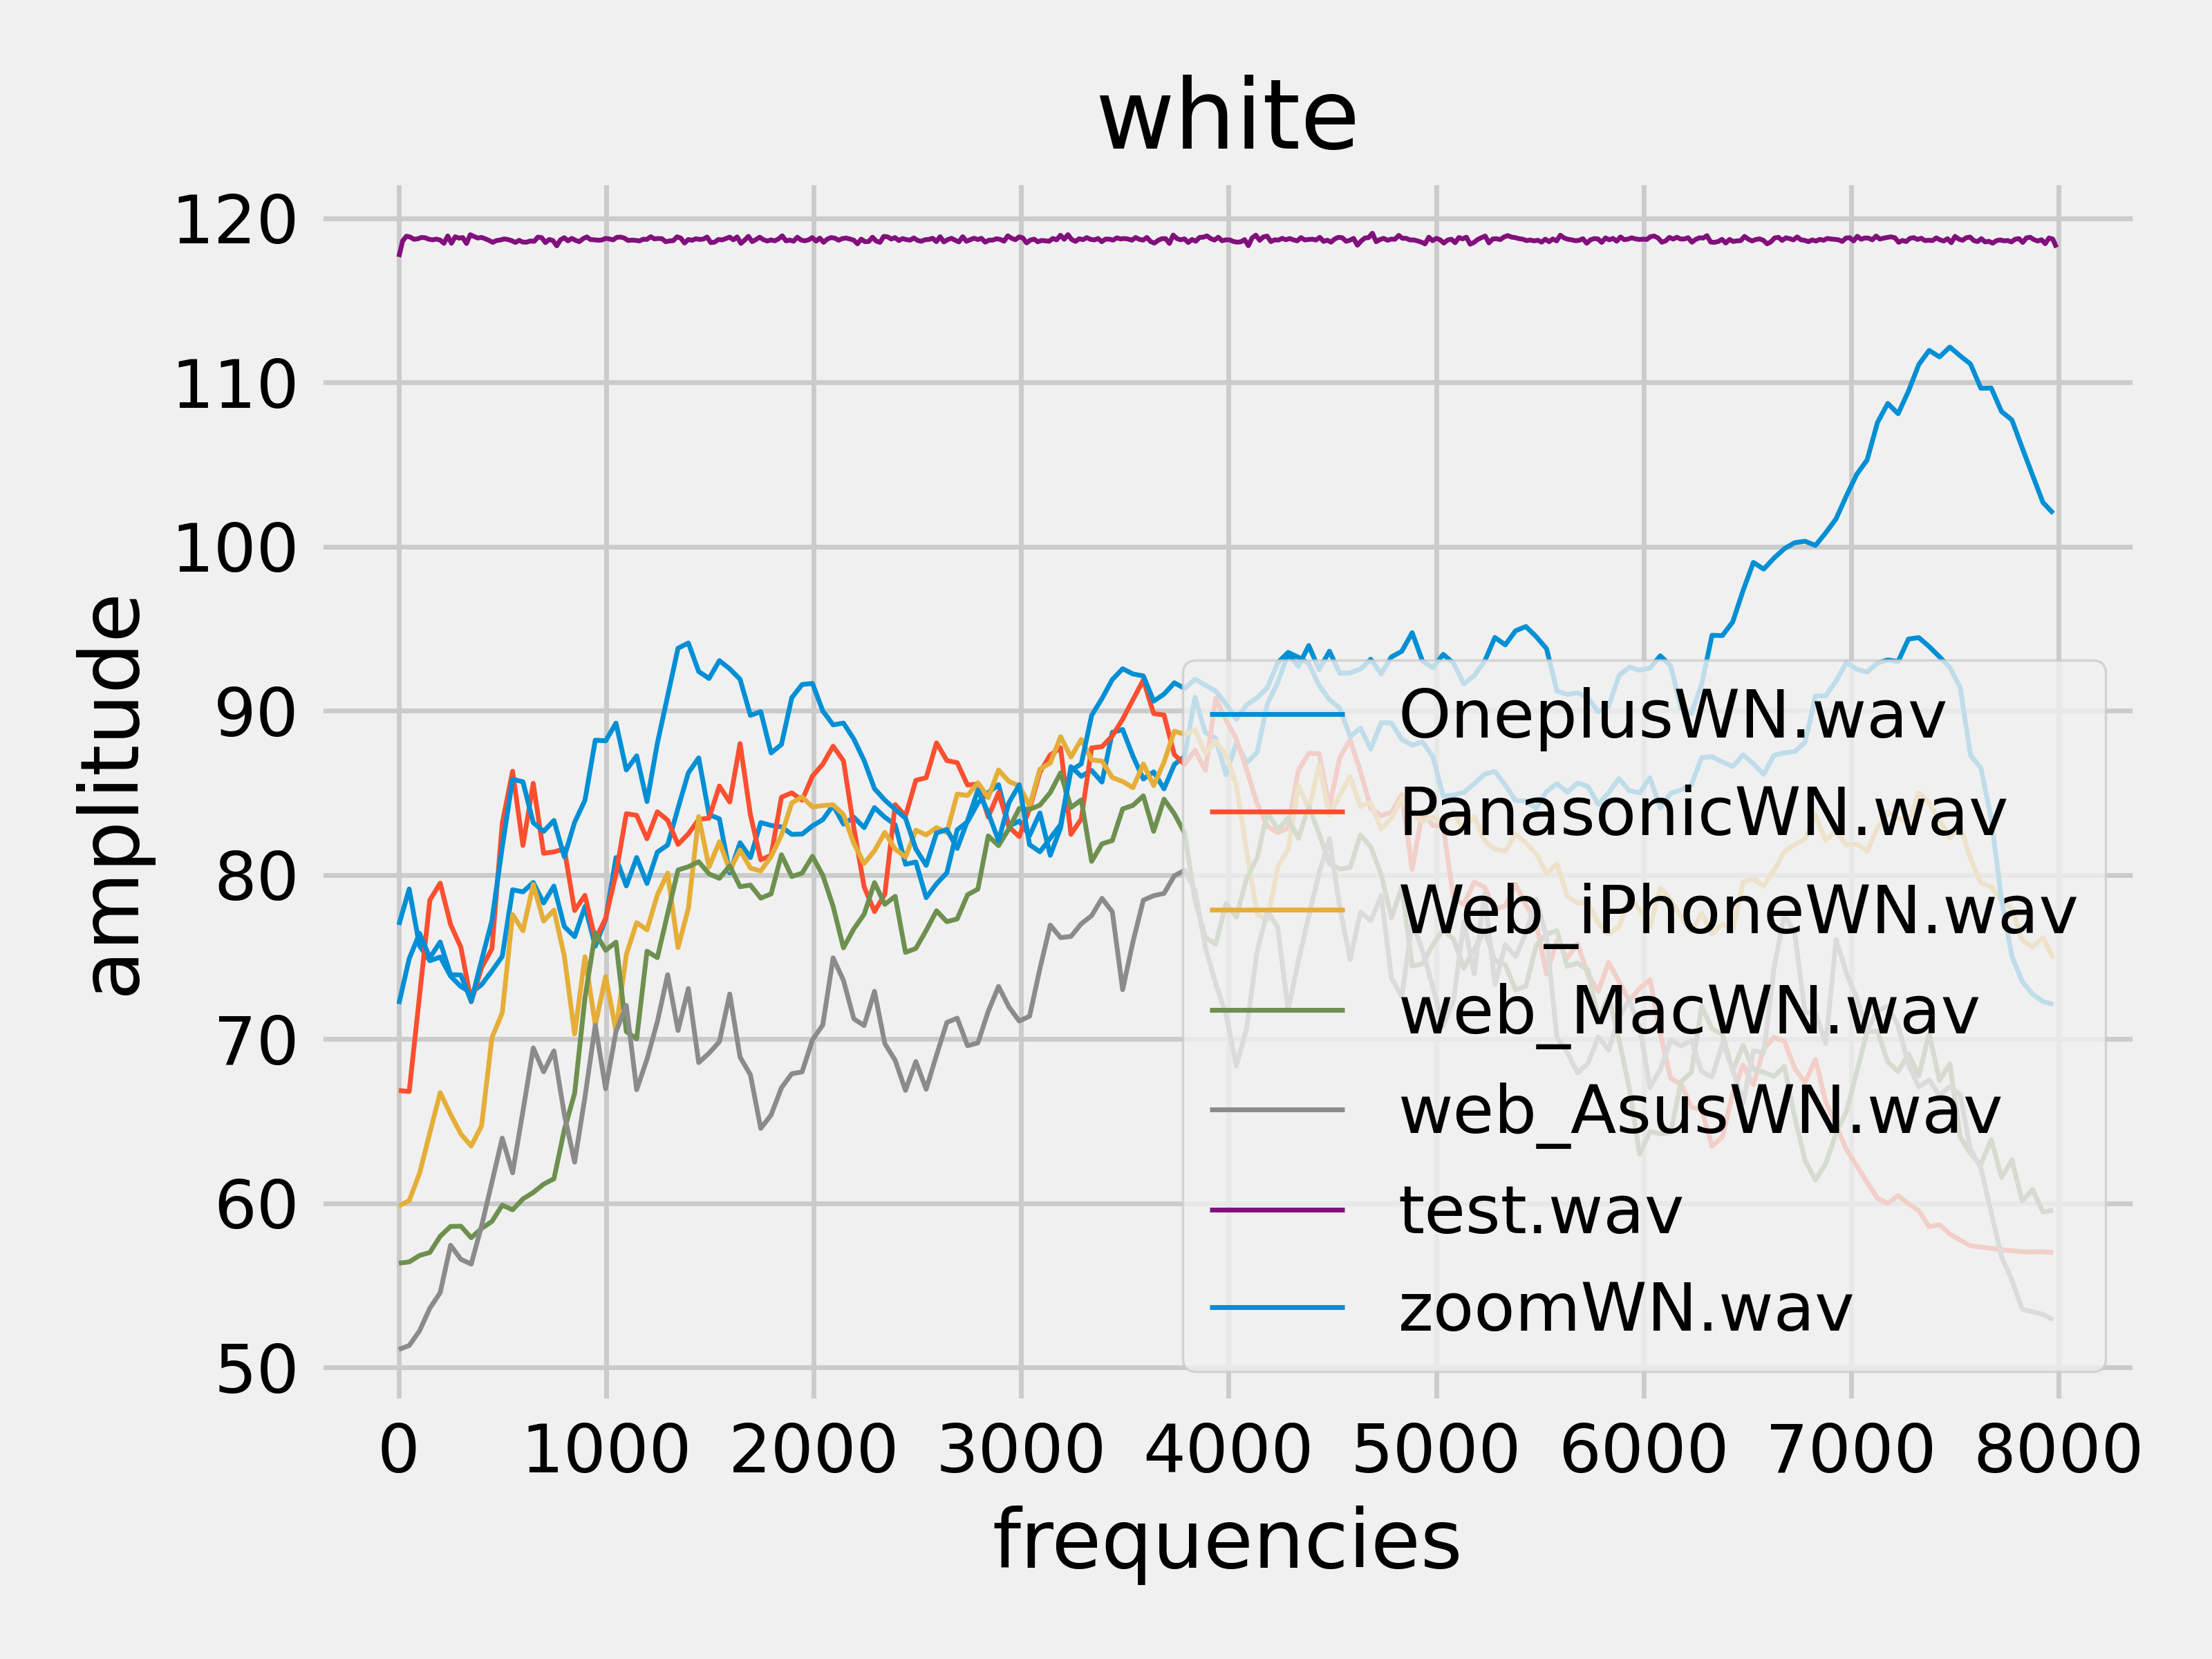 white
120
110
100
90
80
70
60
50
amplitude
OneplusWN.wav
PanasonicWN.wav
Web_iPhoneWN.wav
web_MacWN.wav
web_AsusWN.wav
test.wav
zoomWN.wav
0 1000 2000 3000 4000 5000 6000 7000 8000
frequencies